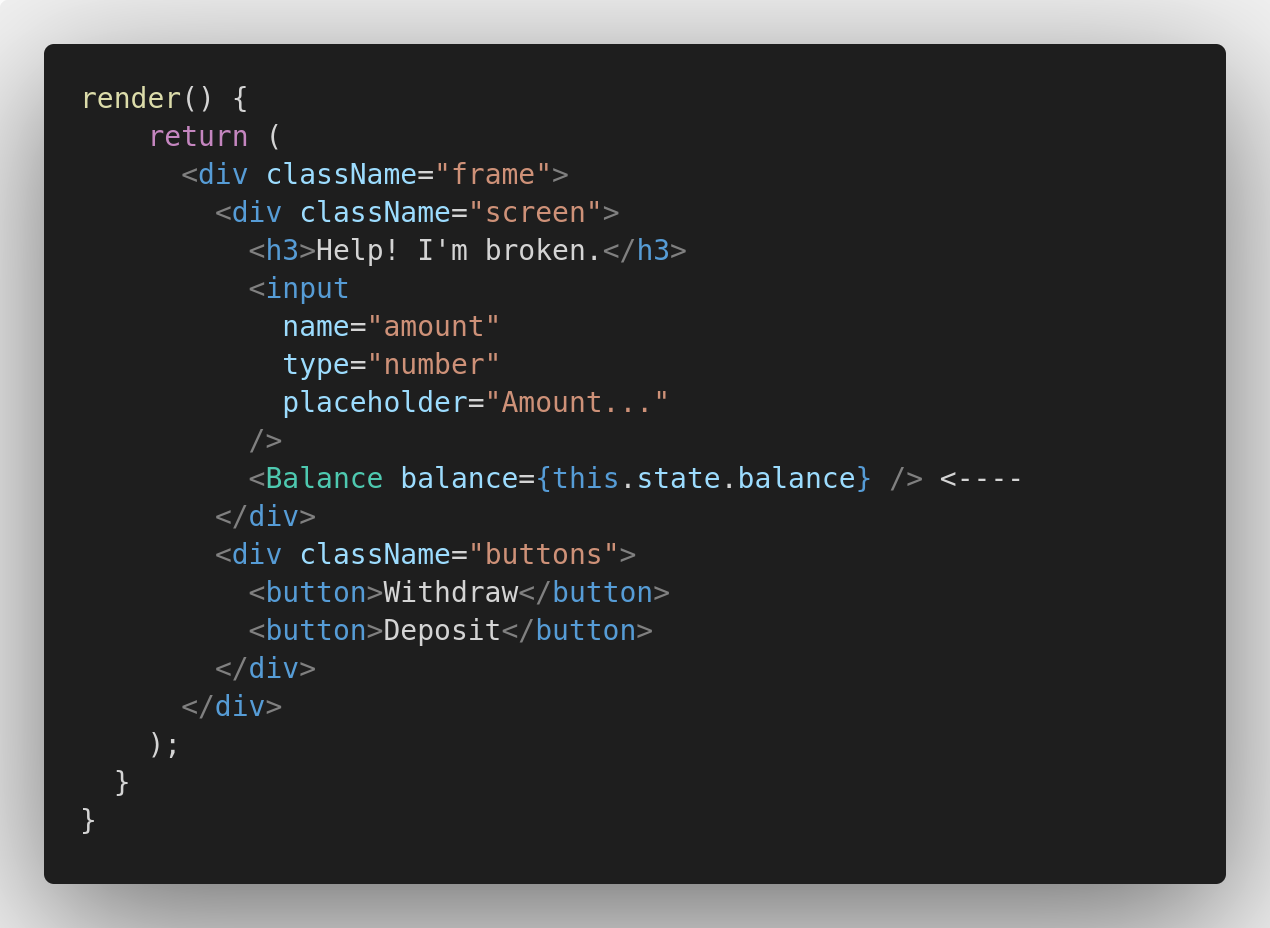 render() {
    return (
      <div className="frame">
        <div className="screen">
          <h3>Help! I'm broken.</h3>
          <input
            name="amount"
            type="number"
            placeholder="Amount..."
          />
          <Balance balance={this.state.balance} /> <----
        </div>
        <div className="buttons">
          <button>Withdraw</button>
          <button>Deposit</button>
        </div>
      </div>
    );
  }
}